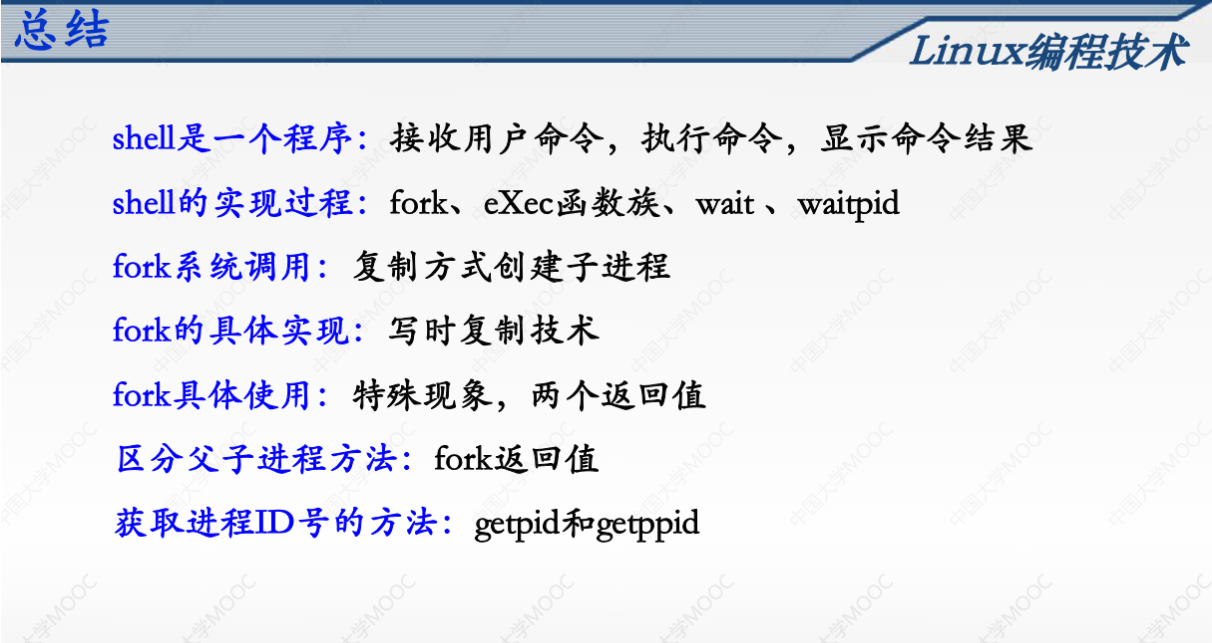 总结
Linux编程技术
shell是一个程序：接收用户命令，执行命令，显示命令结果
shell的实现过程：fork、eXec函数族、wait 、waitpid
fork系统调用：复制方式创建子进程
fork的具体实现：写时复制技术
fork具体使用：特殊现象，两个返回值
区分父子进程方法：fork返回值
获取进程ID号的方法：getpid和getppid
中国大学MOOC